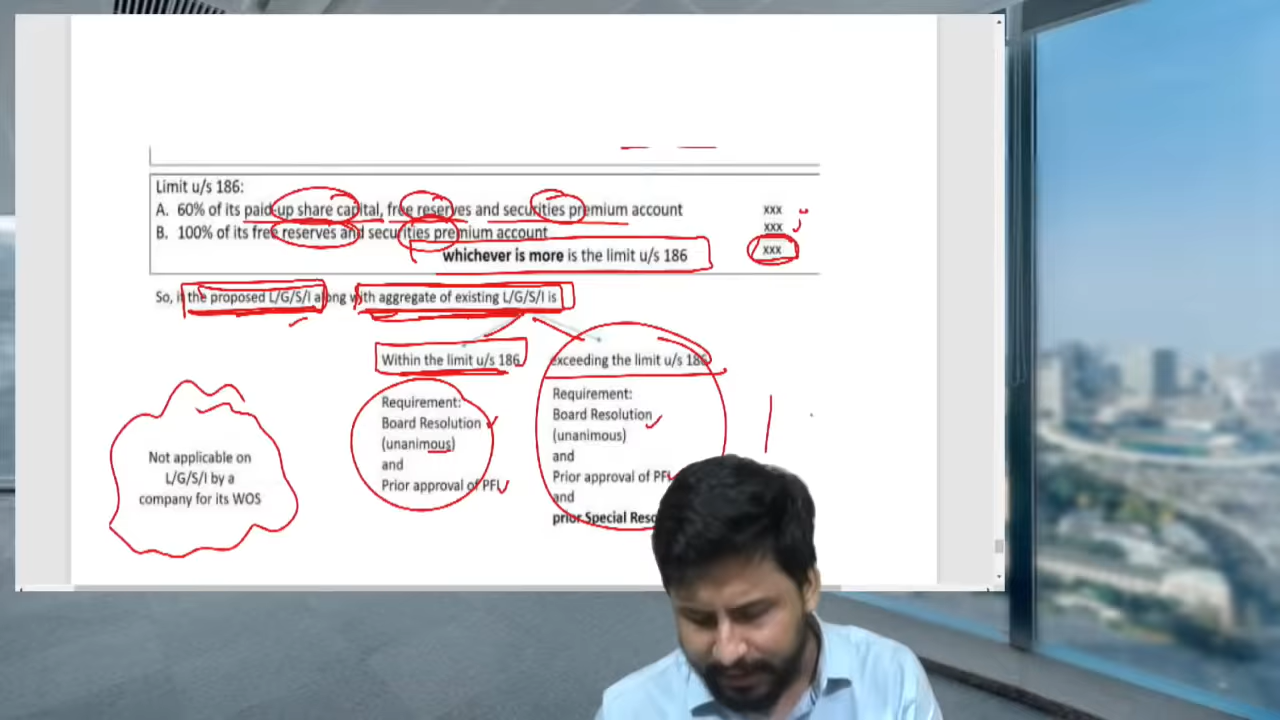 Limit u/s 186:
A. 60% of its paid-up share capital, free reserves and securities premium account xxx
B. 100% of its free reserves and securities premium account xxx
whichever is more is the limit u/s 186 xxx
So, if the proposed L/G/S/I along with aggregate of existing L/G/S/I is
Within the limit u/s 186
Requirement:
Board Resolution
(unanimous)
and
Prior approval of PFI
exceeding the limit u/s 186
Requirement:
Board Resolution
(unanimous)
and
Prior approval of PFI
and
prior Special
Not applicable on
L/G/S/I by a
company for its WOS